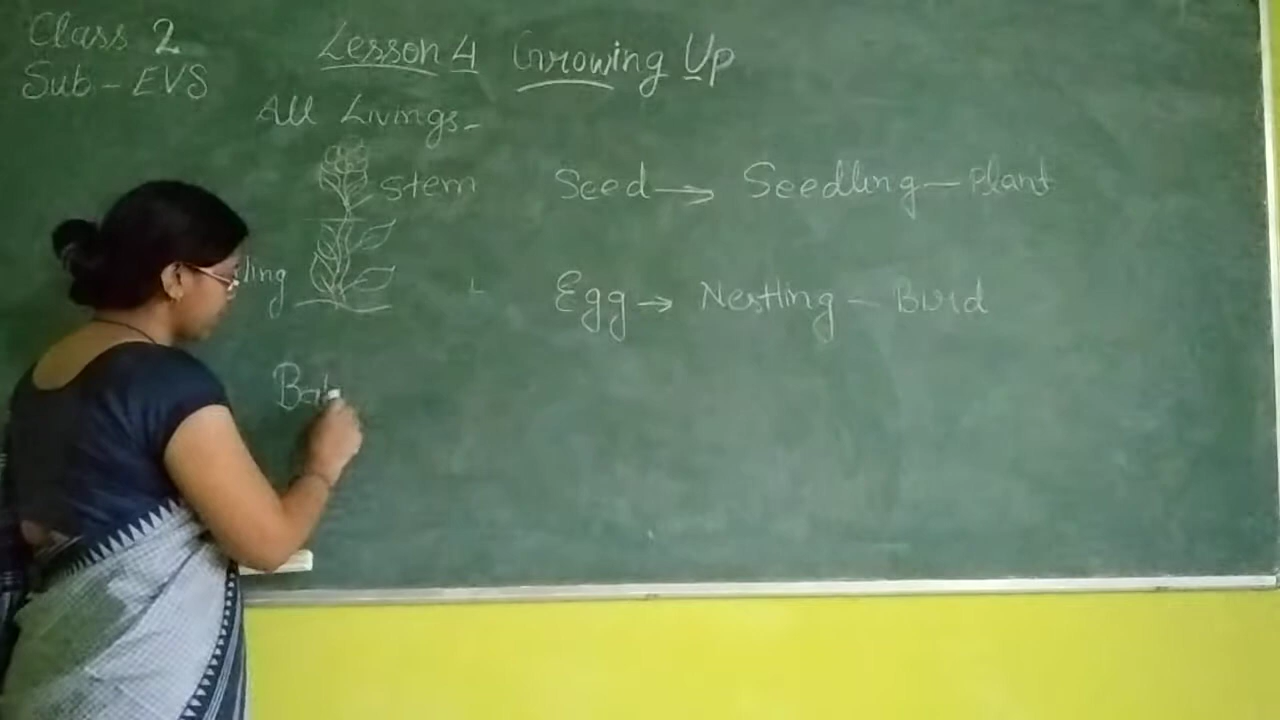 Class 2
Sub - EVS
Lesson 4 Growing Up
All Livings -
stem
Seed → Seedling — Plant
Egg → Nestling — Bird